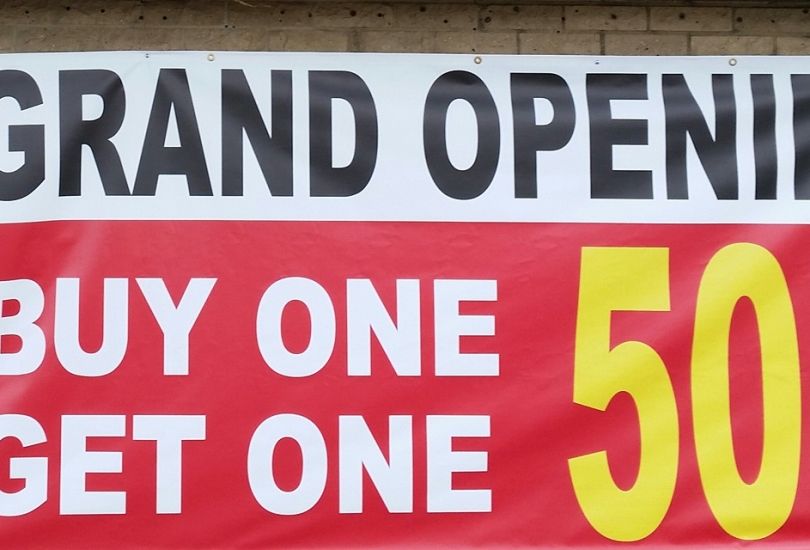 GRAND OPENI
BUY ONE
GET ONE
50